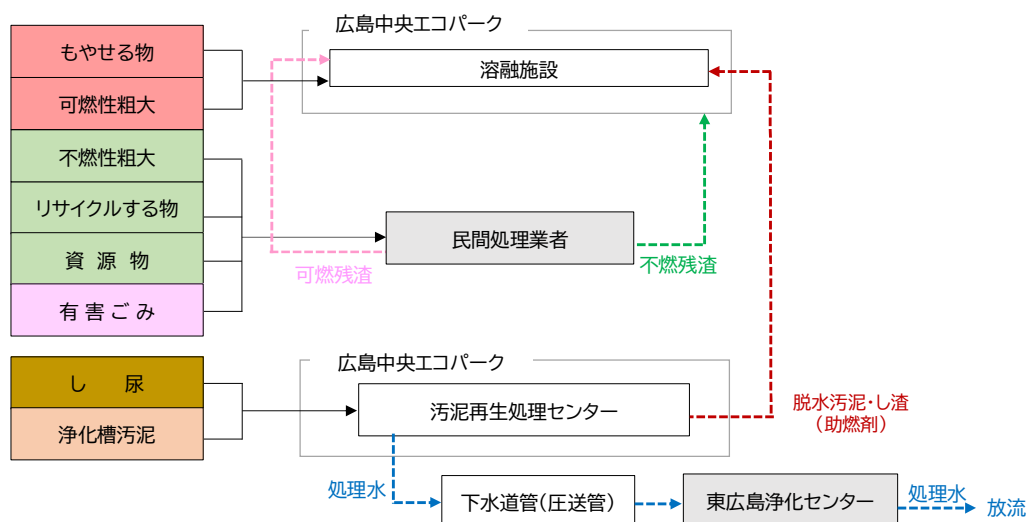 広島中央エコパーク
もやせる物
溶融施設
可燃性粗大
不燃性粗大
リサイクルする物
民間処理業者
資 源 物
可燃残渣
不燃残渣
有 害 ご み
広島中央エコパーク
し 尿
汚泥再生処理センター
浄化槽汚泥
脱水汚泥・し渣
(助燃剤)
処理水
下水道管(圧送管)
東広島浄化センター
処理水
放流